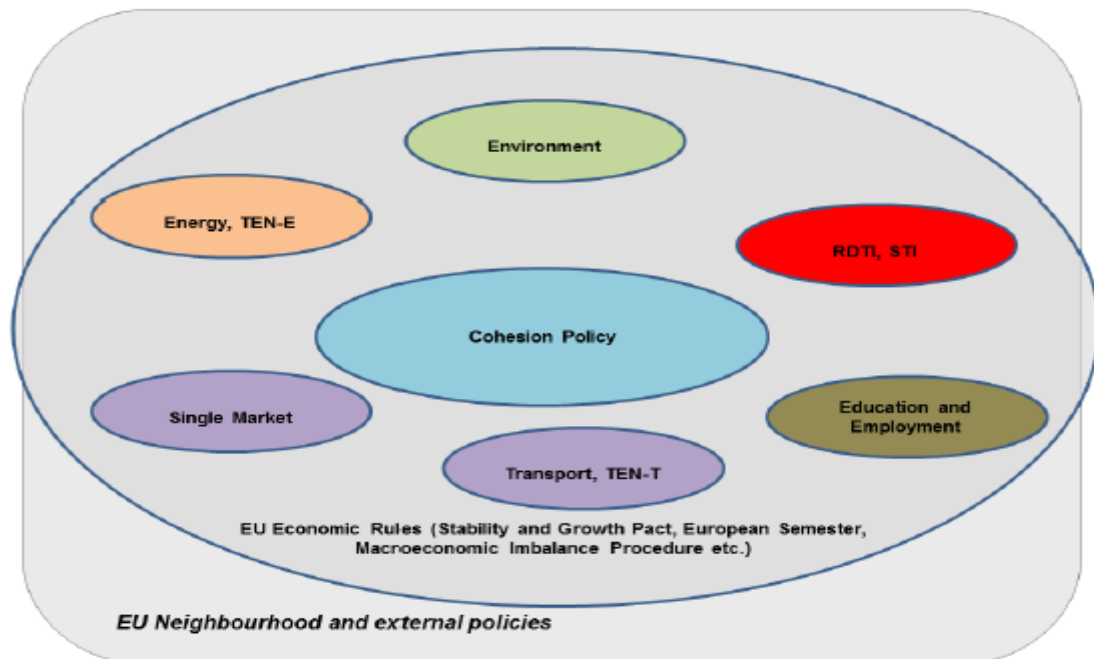 Environment
Energy, TEN-E
RDTI, STI
Cohesion Policy
Single Market
Education and
Employment
Transport, TEN-T
EU Economic Rules (Stability and Growth Pact, European Semester,
Macroeconomic Imbalance Procedure etc.)
EU Neighbourhood and external policies